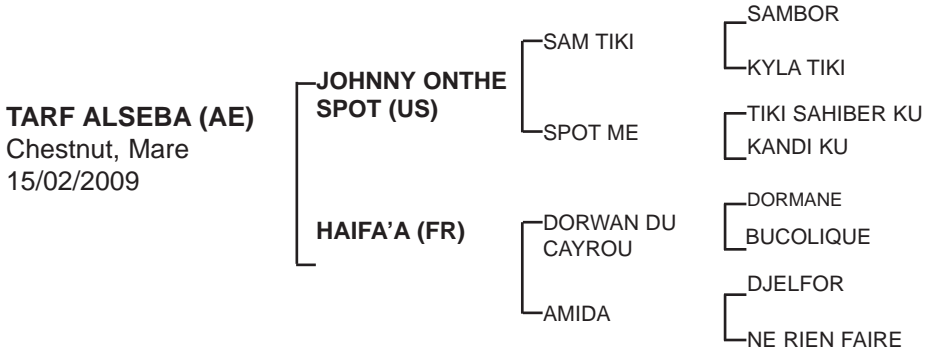 TARF ALSEBA (AE)
Chestnut, Mare
15/02/2009
JOHNNY ONTHE
SPOT (US)
HAIFA'A (FR)
SAM TIKI
SPOT ME
DORWAN DU
CAYROU
AMIDA
SAMBOR
KYLA TIKI
TIKI SAHIBER KU
KANDI KU
DORMANE
BUCOLIQUE
DJELFOR
NE RIEN FAIRE